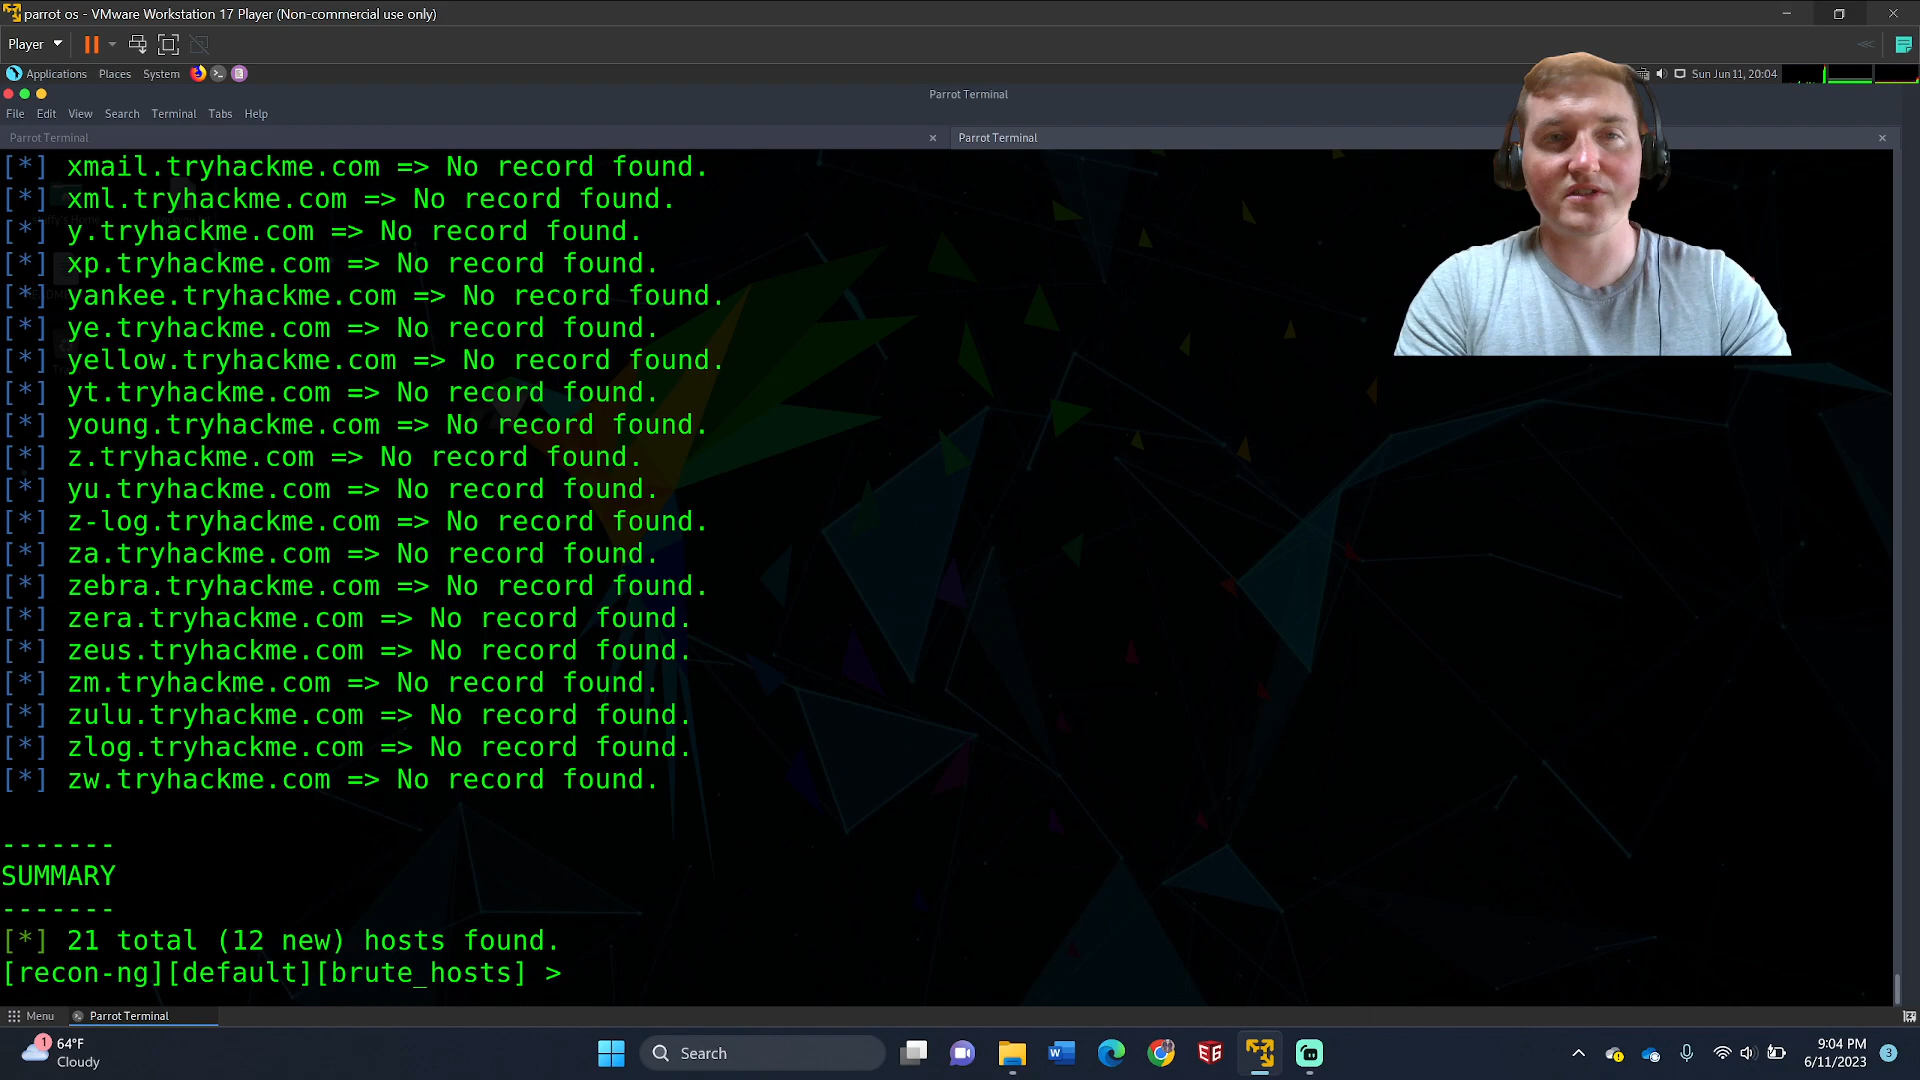 parrot os - VMware Workstation 17 Player (Non-commercial use only)
Player
Applications Places System
Sun Jun 11, 20:04
Parrot Terminal
File Edit View Search Terminal Tabs Help
Parrot Terminal × Parrot Terminal ×
[*] xmail.tryhackme.com => No record found.
[*] xml.tryhackme.com => No record found.
[*] y.tryhackme.com => No record found.
[*] xp.tryhackme.com => No record found.
[*] yankee.tryhackme.com => No record found.
[*] ye.tryhackme.com => No record found.
[*] yellow.tryhackme.com => No record found.
[*] yt.tryhackme.com => No record found.
[*] young.tryhackme.com => No record found.
[*] z.tryhackme.com => No record found.
[*] yu.tryhackme.com => No record found.
[*] z-log.tryhackme.com => No record found.
[*] za.tryhackme.com => No record found.
[*] zebra.tryhackme.com => No record found.
[*] zera.tryhackme.com => No record found.
[*] zeus.tryhackme.com => No record found.
[*] zm.tryhackme.com => No record found.
[*] zulu.tryhackme.com => No record found.
[*] zlog.tryhackme.com => No record found.
[*] zw.tryhackme.com => No record found.
-------
SUMMARY
-------
[*] 21 total (12 new) hosts found.
[recon-ng][default][brute_hosts] >
Menu Parrot Terminal
1 64°F
Cloudy
Search
9:04 PM
6/11/2023
3